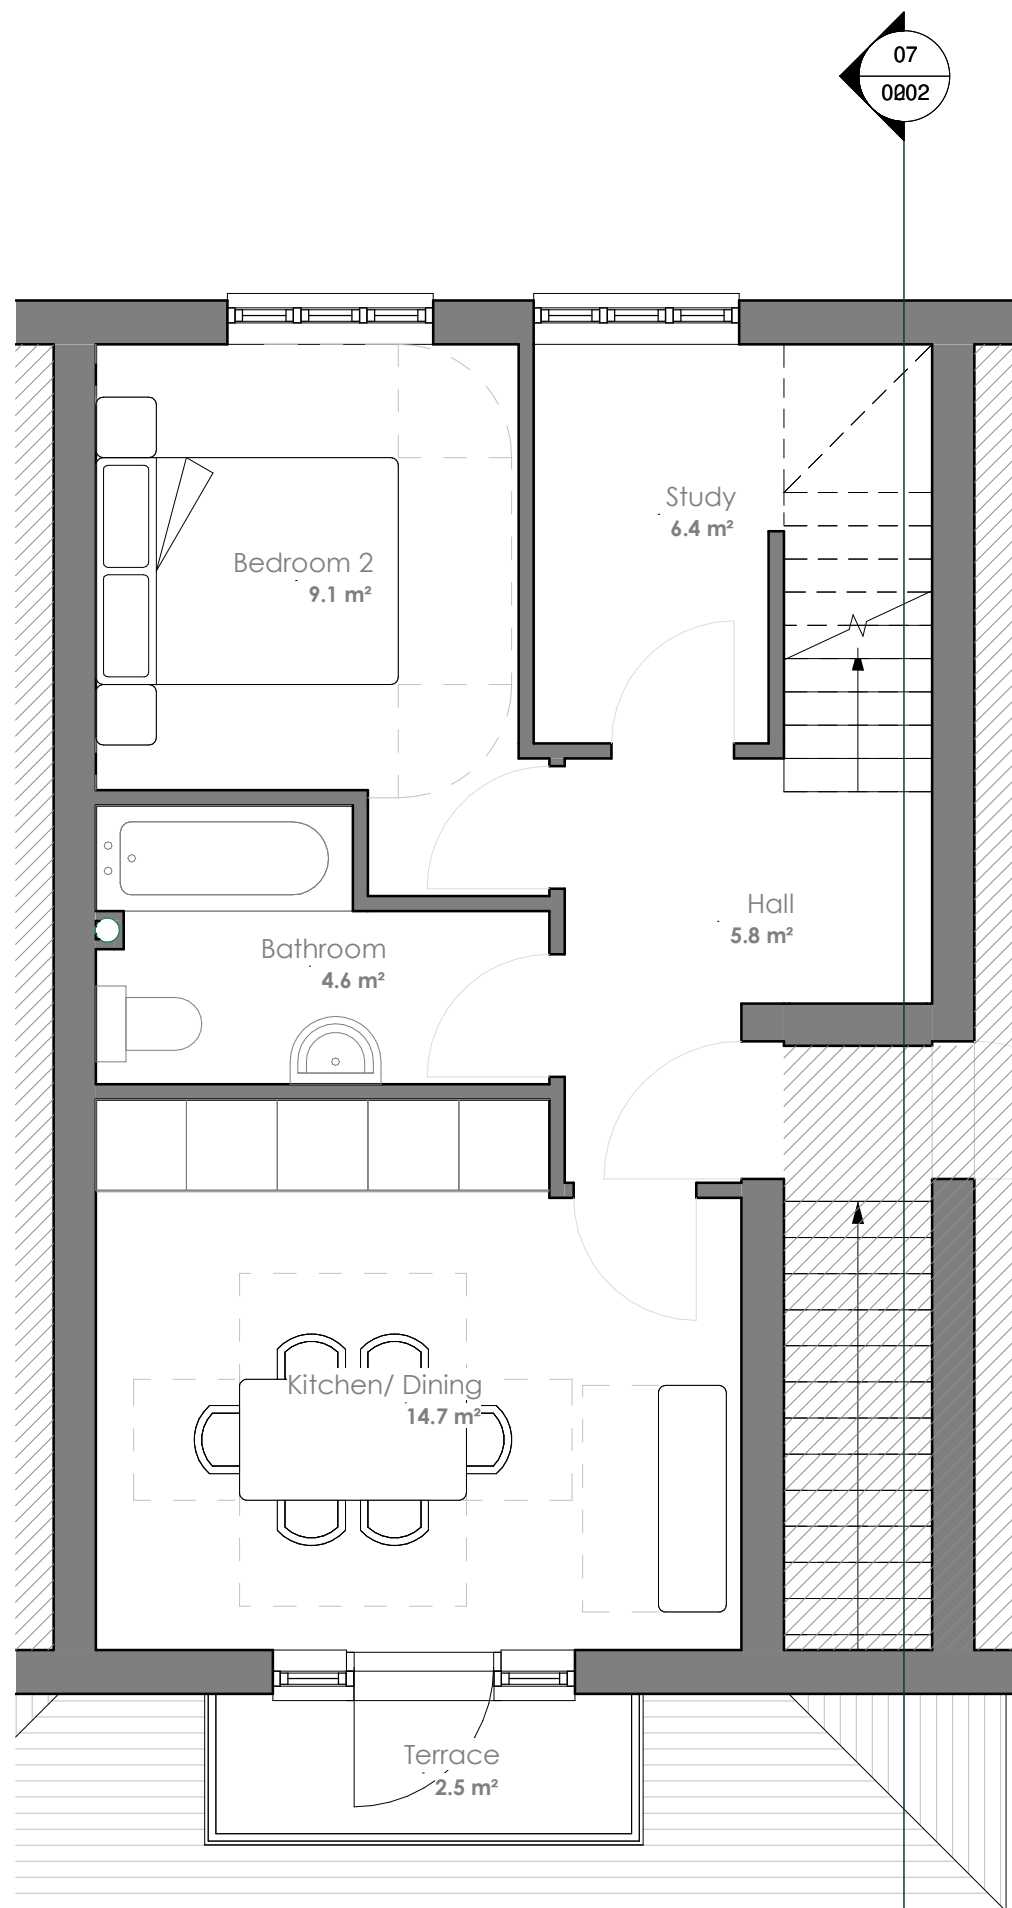 07
Study
6.4 m²
Bedroom 2
9.1 m²
Hall
5.8 m²
Bathroom
4.6 m²
Kitchen/ Dining
14.7 m²
Terrace
2.5 m²